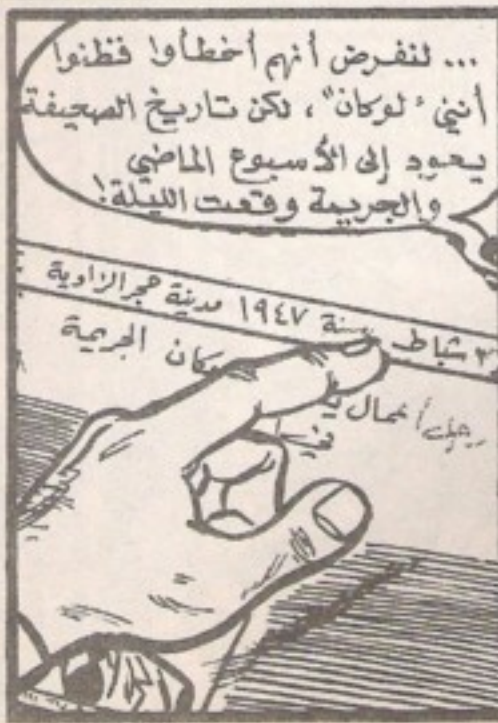 ... لنفرض أنهم أخطأوا فظنوا
أنني "لوكان"، لكن تاريخ الصحيفة
يعود إلى الأسبوع الماضي
والجريمة وقعت الليلة!
شباط سنة ١٩٤٧ مدينة حجر الزاوية
مكان الجريمة